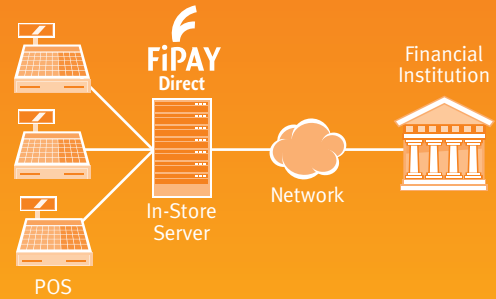 FiPAY
Direct
Financial
Institution
Network
In-Store
Server
POS